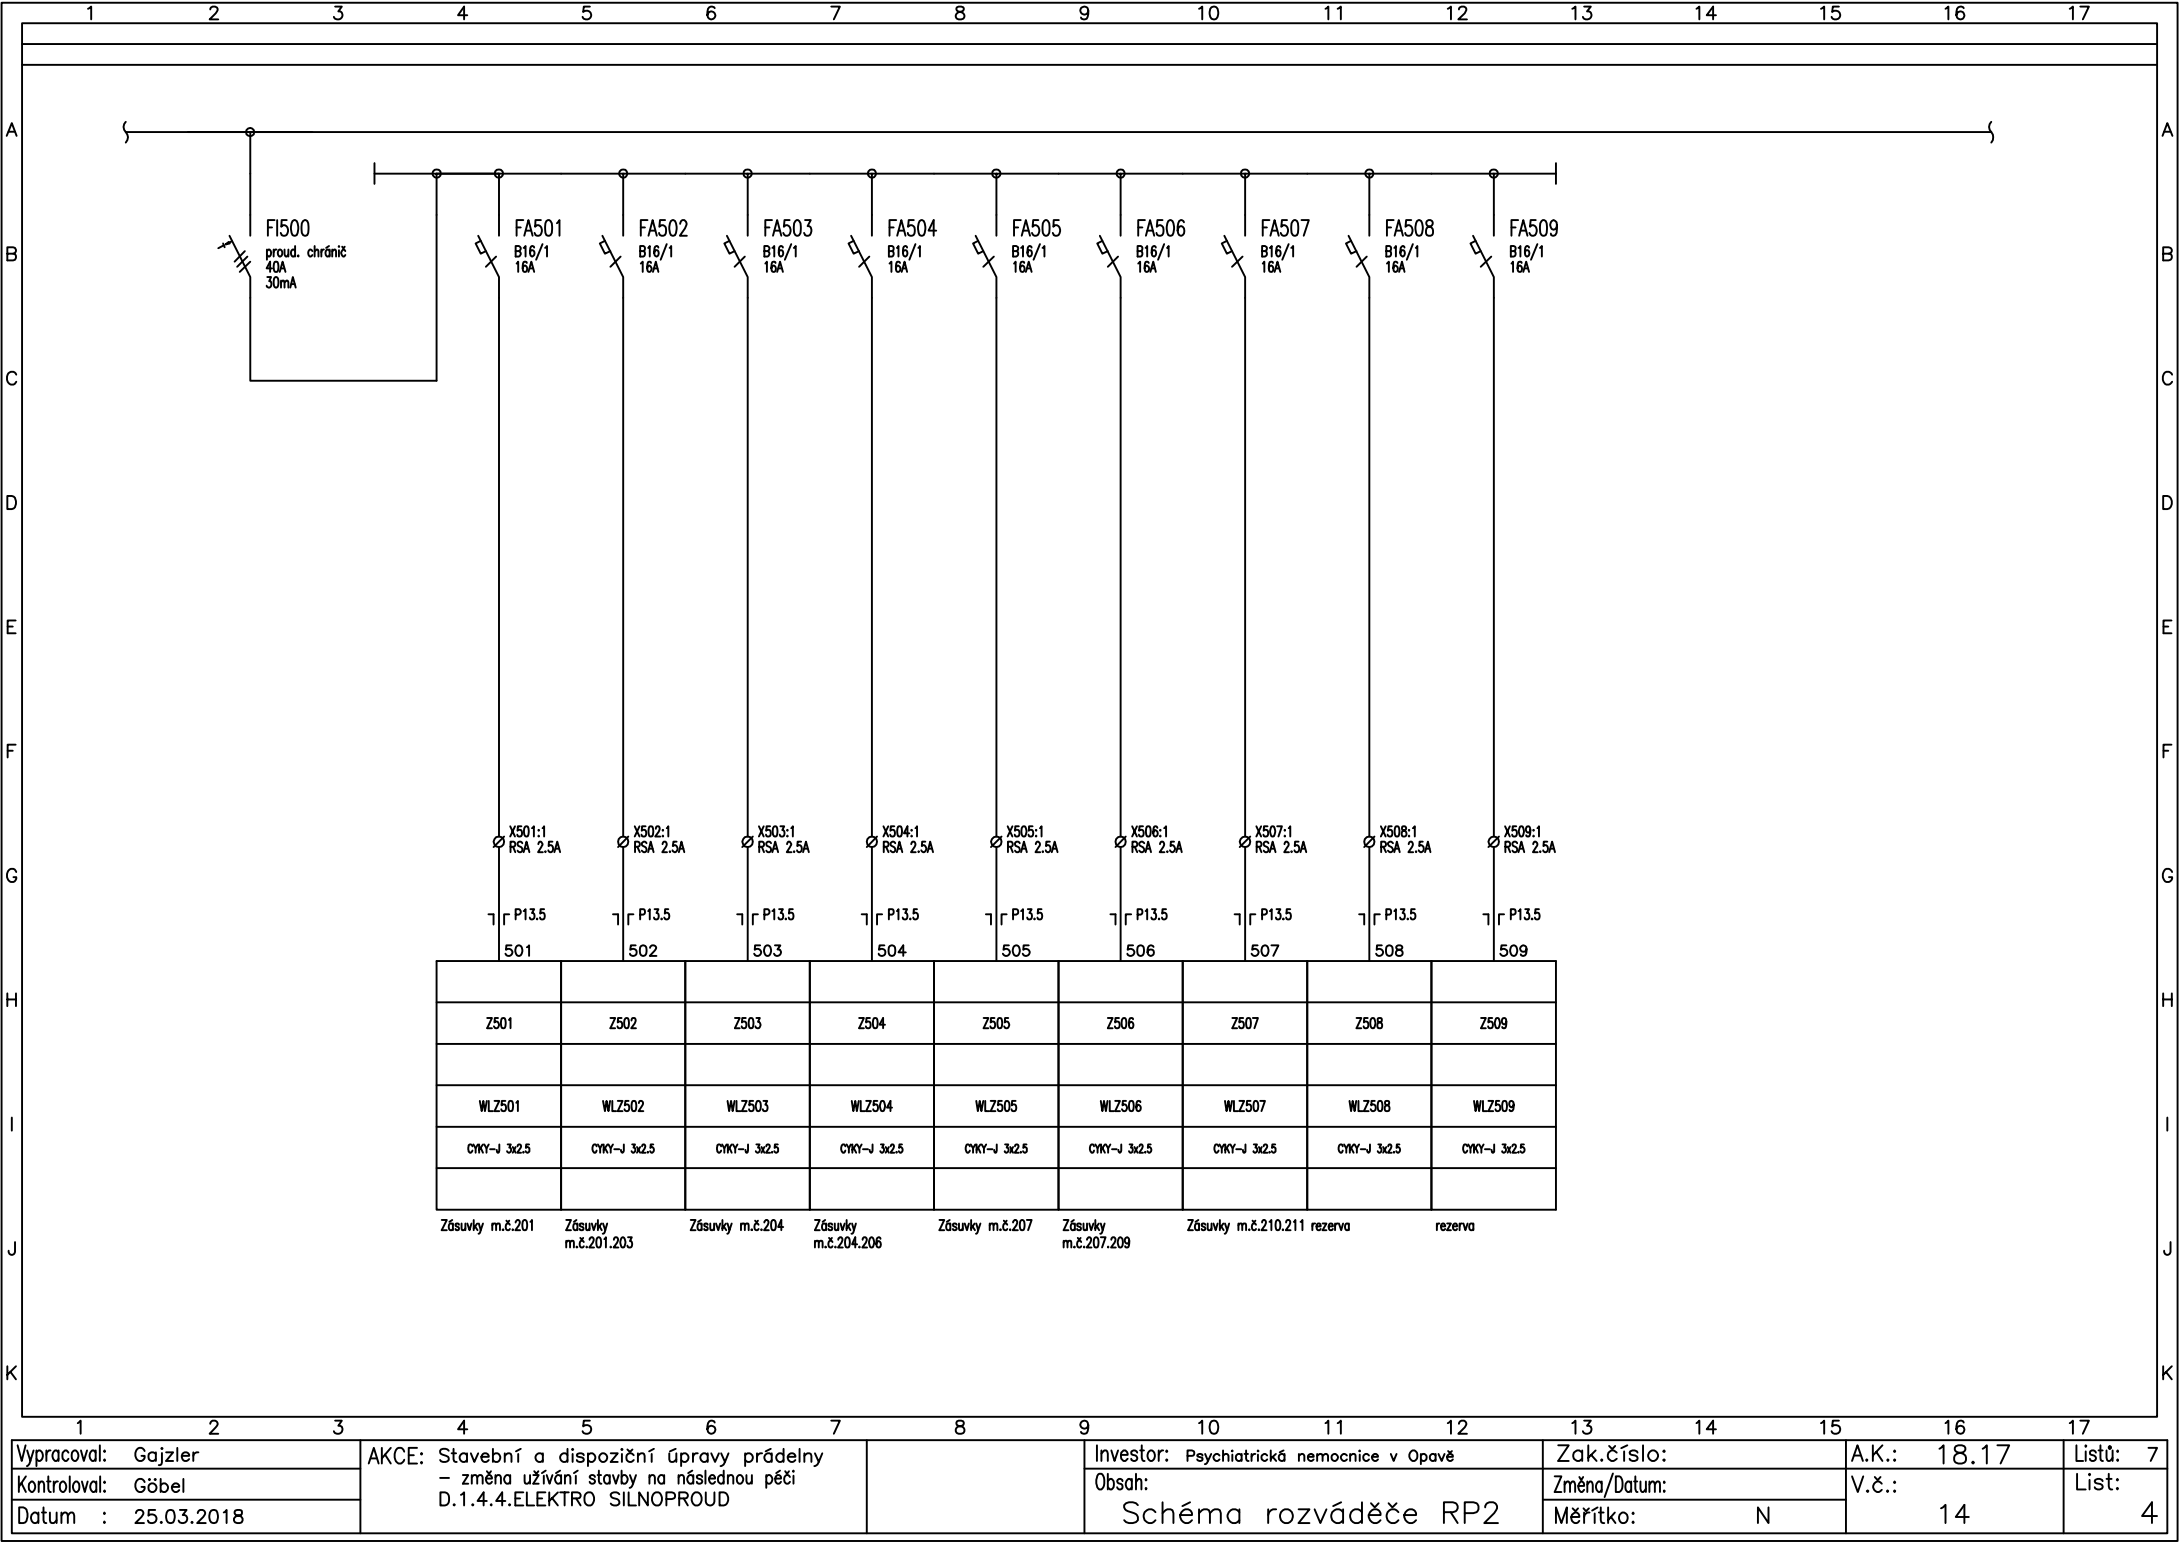 1 2 3 4 5 6 7 8 9 10 11 12 13 14 15 16 17
A A
FI500
proud. chránič
40A
30mA
FA501 FA502 FA503 FA504 FA505 FA506 FA507 FA508 FA509
B B16/1 B16/1 B16/1 B16/1 B16/1 B16/1 B16/1 B16/1 B16/1 B
16A 16A 16A 16A 16A 16A 16A 16A 16A
C C
D D
E E
F F
X501:1 X502:1 X503:1 X504:1 X505:1 X506:1 X507:1 X508:1 X509:1
RSA 2.5A RSA 2.5A RSA 2.5A RSA 2.5A RSA 2.5A RSA 2.5A RSA 2.5A RSA 2.5A RSA 2.5A
G G
P13.5 P13.5 P13.5 P13.5 P13.5 P13.5 P13.5 P13.5 P13.5
501 502 503 504 505 506 507 508 509
H H
Z501 Z502 Z503 Z504 Z505 Z506 Z507 Z508 Z509
WLZ501 WLZ502 WLZ503 WLZ504 WLZ505 WLZ506 WLZ507 WLZ508 WLZ509
I I
CYKY-J 3x2.5 CYKY-J 3x2.5 CYKY-J 3x2.5 CYKY-J 3x2.5 CYKY-J 3x2.5 CYKY-J 3x2.5 CYKY-J 3x2.5 CYKY-J 3x2.5 CYKY-J 3x2.5
Zásuvky m.č.201
Zásuvky
m.č.201.203
Zásuvky m.č.204
Zásuvky
m.č.204.206
Zásuvky m.č.207
Zásuvky
m.č.207.209
Zásuvky m.č.210.211
rezerva
rezerva
J J
K K
1 2 3 4 5 6 7 8 9 10 11 12 13 14 15 16 17
Vypracoval: Gajzler
Kontroloval: Göbel
Datum : 25.03.2018
AKCE: Stavební a dispoziční úpravy prádelny
– změna užívání stavby na následnou péči
D.1.4.4.ELEKTRO SILNOPROUD
Investor: Psychiatrická nemocnice v Opavě
Obsah:
Schéma rozváděče RP2
Zak.číslo:
Změna/Datum:
Měřítko: N
A.K.: 18.17
V.č.:
14
Listů: 7
List:
4